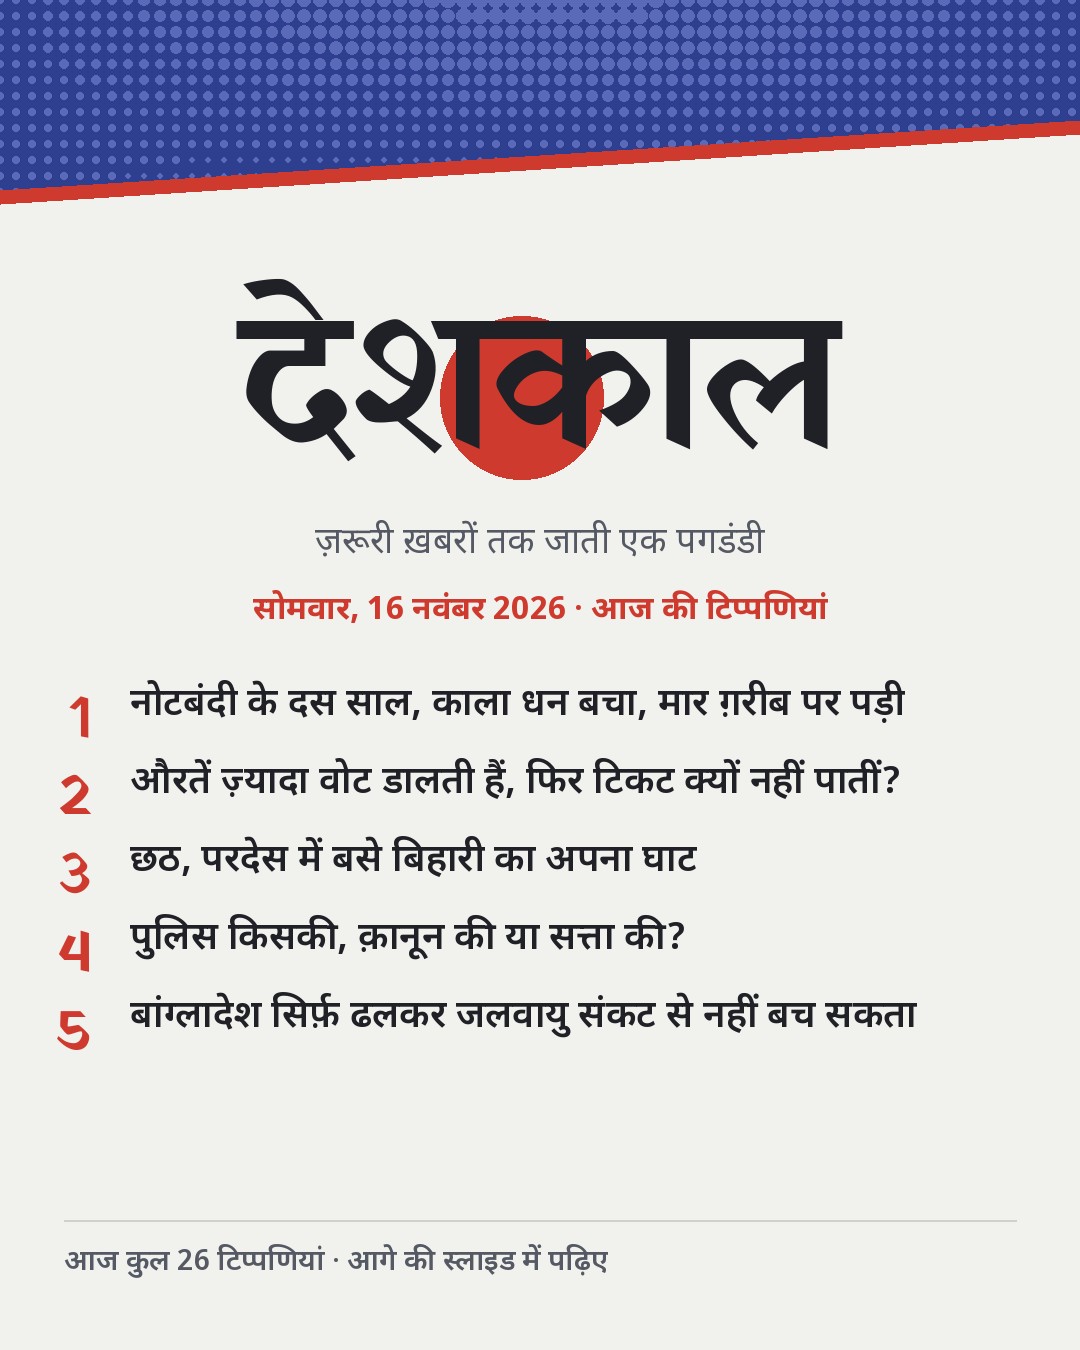 देशकाल
ज़रूरी ख़बरों तक जाती एक पगडंडी
सोमवार, 16 नवंबर 2026 · आज की टिप्पणियां
1 नोटबंदी के दस साल, काला धन बचा, मार ग़रीब पर पड़ी
2 औरतें ज़्यादा वोट डालती हैं, फिर टिकट क्यों नहीं पातीं?
3 छठ, परदेस में बसे बिहारी का अपना घाट
4 पुलिस किसकी, क़ानून की या सत्ता की?
5 बांग्लादेश सिर्फ़ ढलकर जलवायु संकट से नहीं बच सकता
आज कुल 26 टिप्पणियां · आगे की स्लाइड में पढ़िए